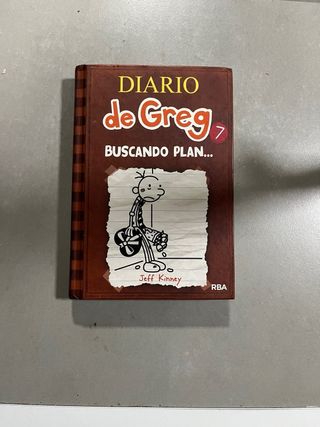 DIARIO
de Greg 7
BUSCANDO PLAN...
Jeff Kinney
RBA